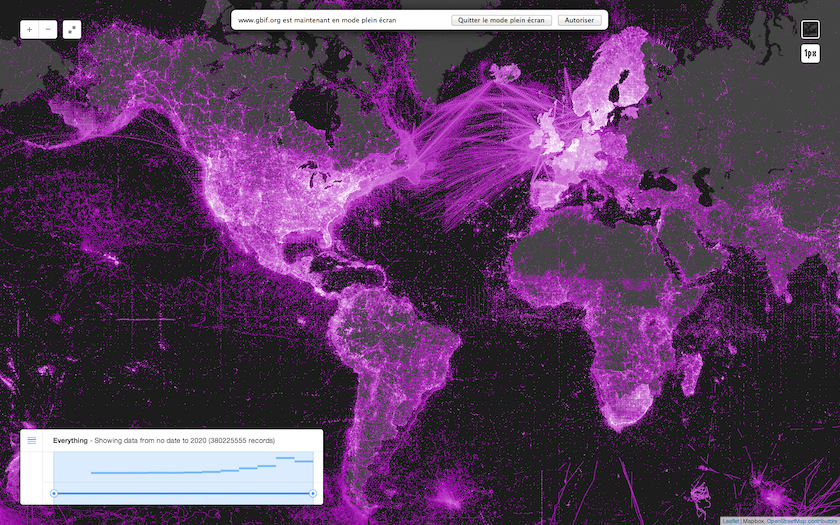 www.gbif.org est maintenant en mode plein écran
Quitter le mode plein écran
Autoriser
+
−
1px
Everything - Showing data from no date to 2020 (380225555 records)
Leaflet | Mapbox, OpenStreetMap contributors